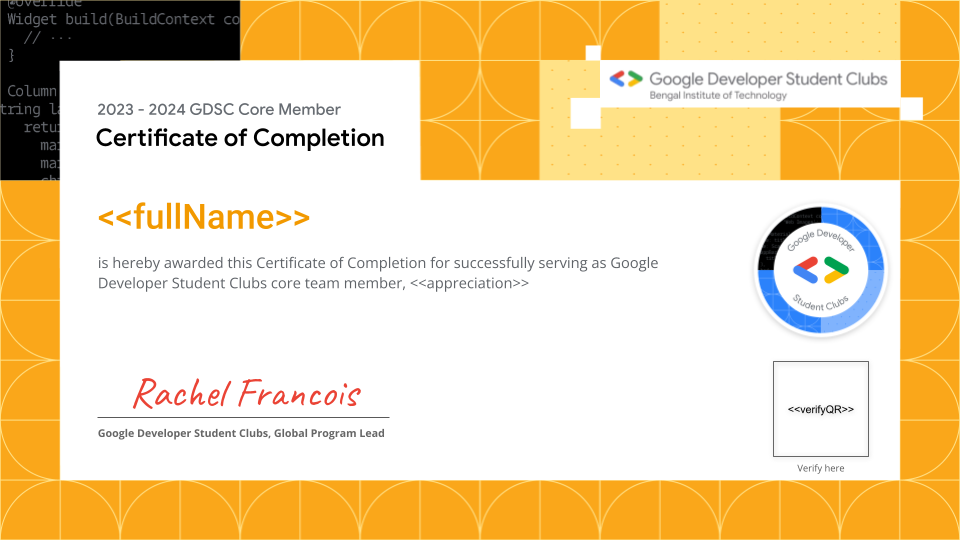 @override
Widget build(BuildContext co
// ...
}
Column
tring la
retu
mai
mai
Google Developer Student Clubs
Bengal Institute of Technology
2023 - 2024 GDSC Core Member
Certificate of Completion
<<fullName>>
is hereby awarded this Certificate of Completion for successfully serving as Google
Developer Student Clubs core team member, <<appreciation>>
Google Developer
Student Clubs
Rachel Francois
Google Developer Student Clubs, Global Program Lead
<<verifyQR>>
Verify here